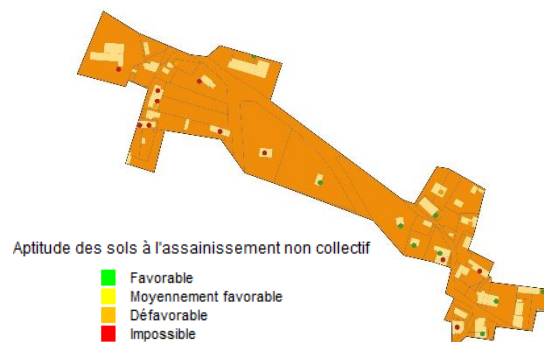 Aptitude des sols à l'assainissement non collectif
Favorable
Moyennement favorable
Défavorable
Impossible